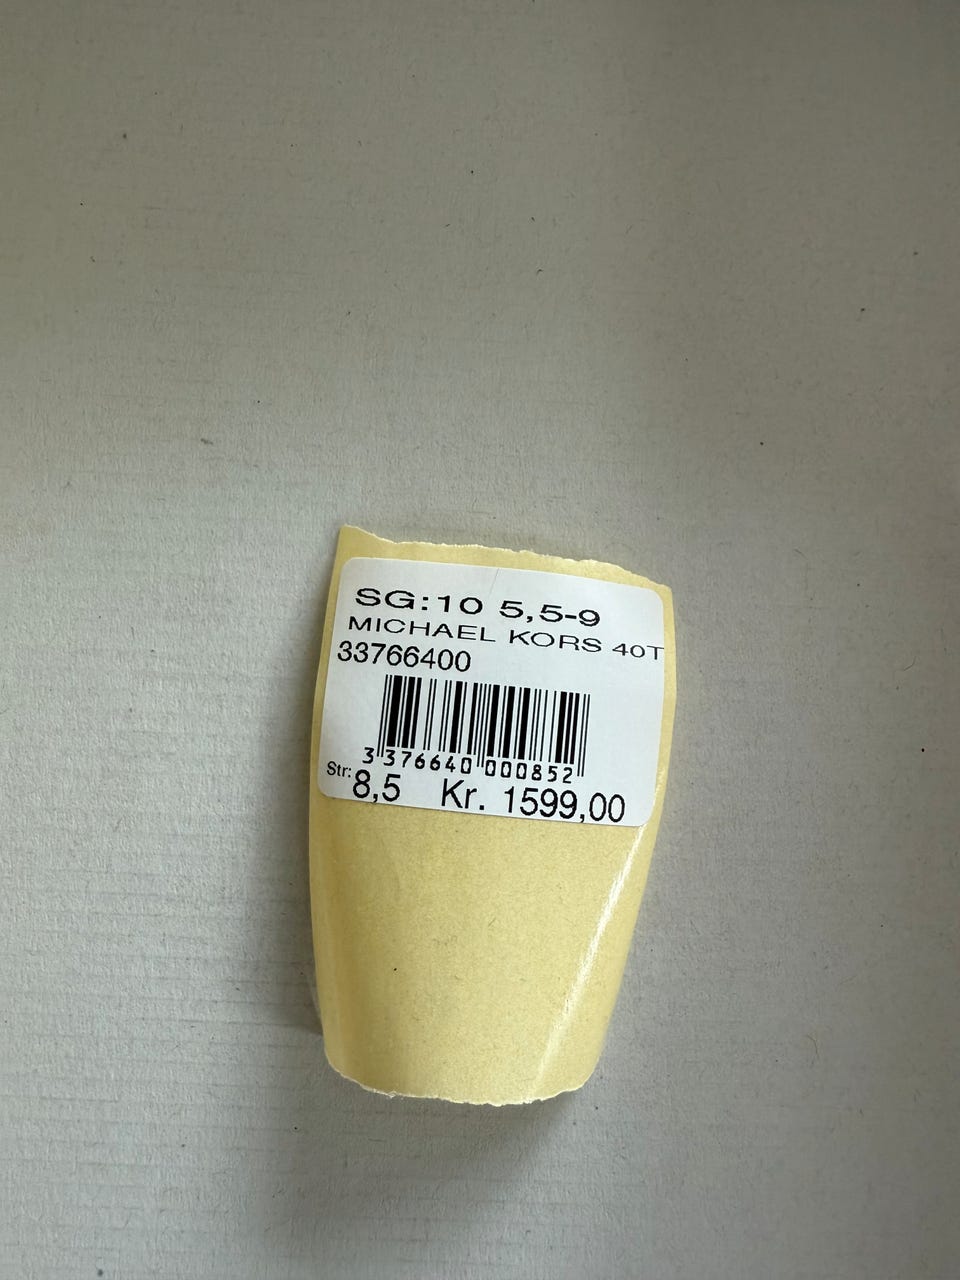 SG:10 5,5-9
MICHAEL KORS 40T
33766400
3 376640 000852
Str: 8,5 Kr. 1599,00